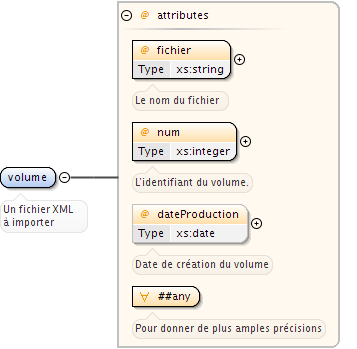 @ attributes
@ fichier
Type xs:string
Le nom du fichier
@ num
Type xs:integer
L'identifiant du volume.
volume
Un fichier XML
à importer
@ dateProduction
Type xs:date
Date de création du volume
∀ ##any
Pour donner de plus amples précisions